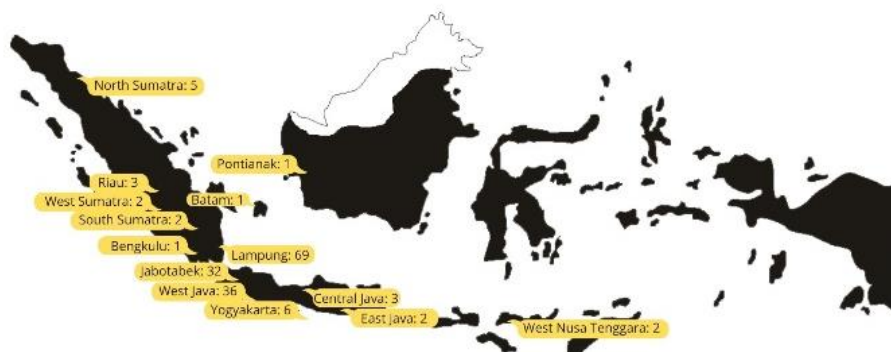 North Sumatra: 5
Pontianak: 1
Riau: 3
West Sumatra: 2
Batam: 1
South Sumatra: 2
Bengkulu: 1
Lampung: 69
Jabotabek: 32
West Java: 36
Central Java: 3
Yogyakarta: 6
East Java: 2
West Nusa Tenggara: 2